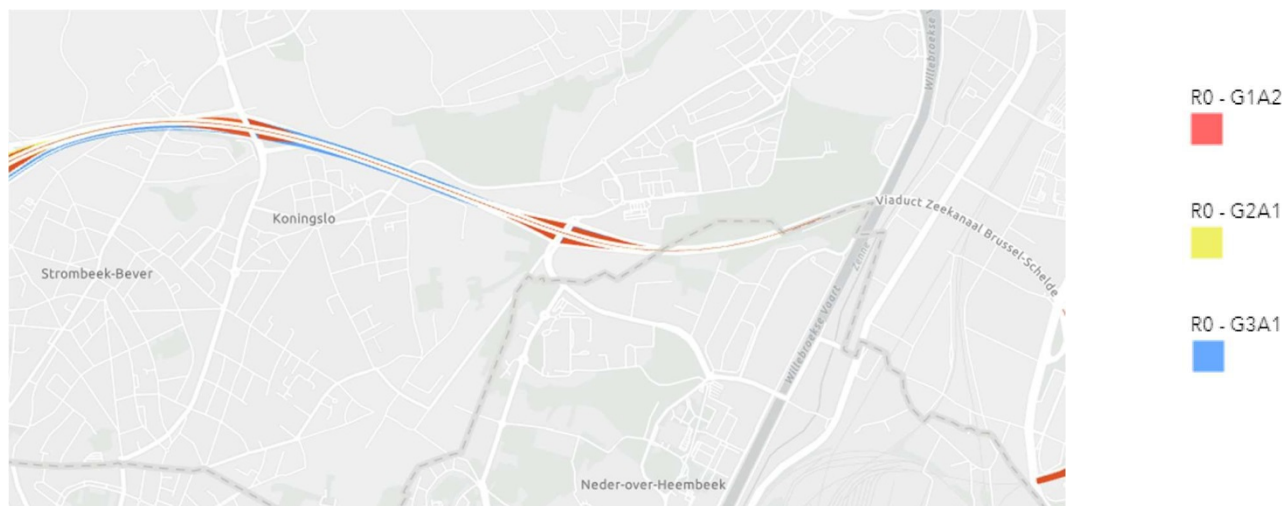 Willebroekse V
R0 - G1A2
Viaduct Zeekanaal Brussel-Schelde
R0 - G2A1
Koningslo
Zenne
Strombeek-Bever
Willebroekse Vaart
R0 - G3A1
Neder-over-Heembeek